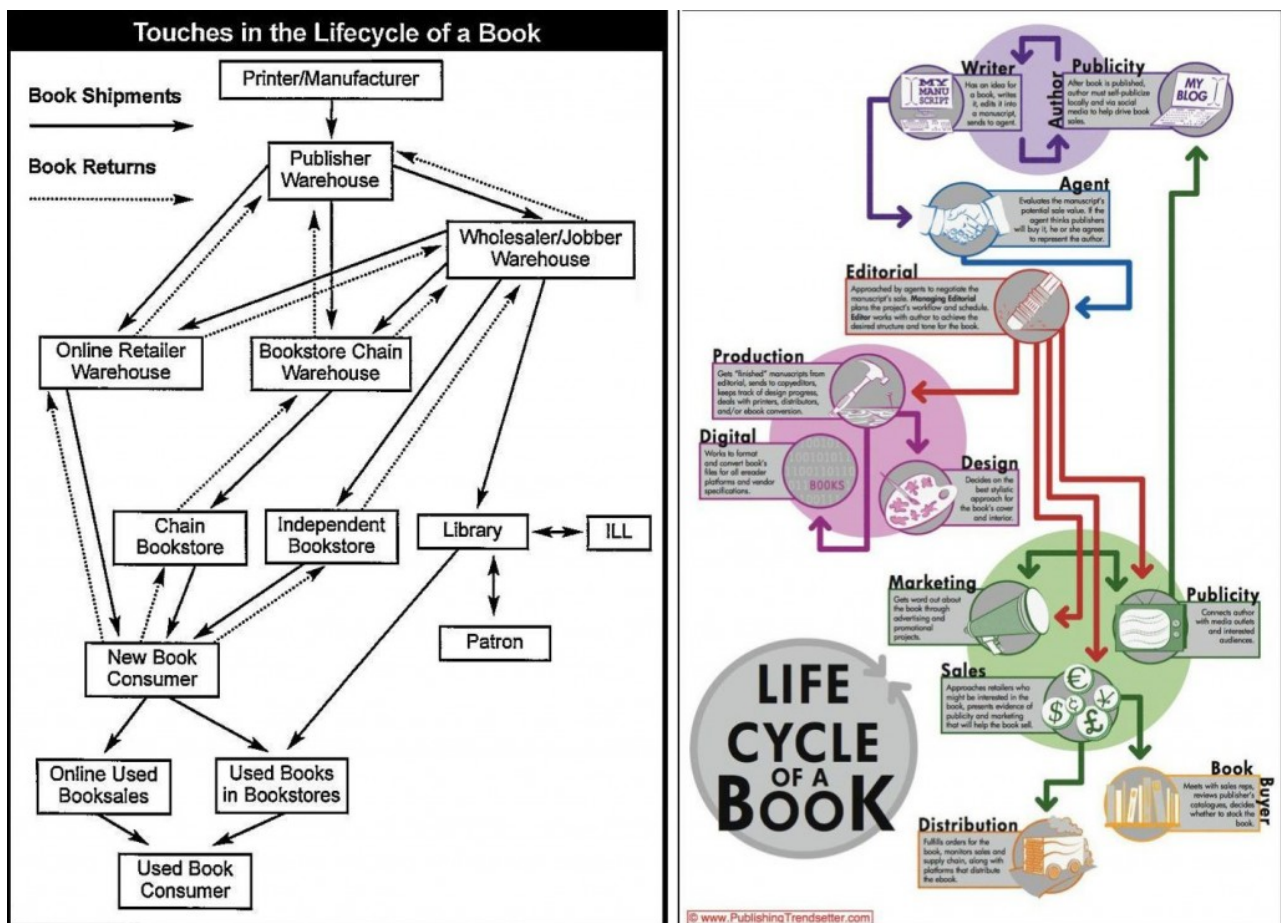 Touches in the Lifecycle of a Book
Book Shipments
Book Returns
Printer/Manufacturer
Publisher
Warehouse
Wholesaler/Jobber
Warehouse
Online Retailer
Warehouse
Bookstore Chain
Warehouse
Chain
Bookstore
Independent
Bookstore
Library
ILL
Patron
New Book
Consumer
Online Used
Booksales
Used Books
in Bookstores
Used Book
Consumer
Writer
Has an idea for
a book, writes
it, edits it into
a manuscript,
sends to agent.
MY
MANU
SCRIPT
Author
Publicity
After book is published,
author must self-publicize
locally and via social
media to help drive book
sales.
MY
BLOG
Agent
Evaluates the manuscript's
potential sale value. If the
agent thinks publishers
will buy it, he or she agrees
to represent the author.
Editorial
Approached by agents to negotiate the
manuscript's sale. Managing Editorial
plans the project's workflow and schedule.
Editor works with author to achieve the
desired structure and tone for the book.
Production
Gets "finished" manuscripts from
editorial, sends to copyeditors,
keeps track of design progress,
deals with printers, distributors,
and/or ebook conversion.
Digital
Works to format
and convert book's
files for all ereader
platforms and vendor
specifications.
BOOKS
Design
Decides on the
best stylistic
approach for
the book's cover
and interior.
Marketing
Gets word out about
the book through
advertising and
promotional
projects.
Publicity
Connects author
with media outlets
and interested
audiences.
Sales
Approaches retailers who
might be interested in the
book, presents evidence of
publicity and marketing
that will help the book sell.
€
$ ¢ ¥
£
LIFE
CYCLE
OF A
BOOK
Book
Buyer
Meets with sales reps,
reviews publisher's
catalogues, decides
whether to stock the
book.
Distribution
Fulfills orders for the
book, monitors sales and
supply chain, along with
platforms that distribute
the ebook.
© www.PublishingTrendsetter.com